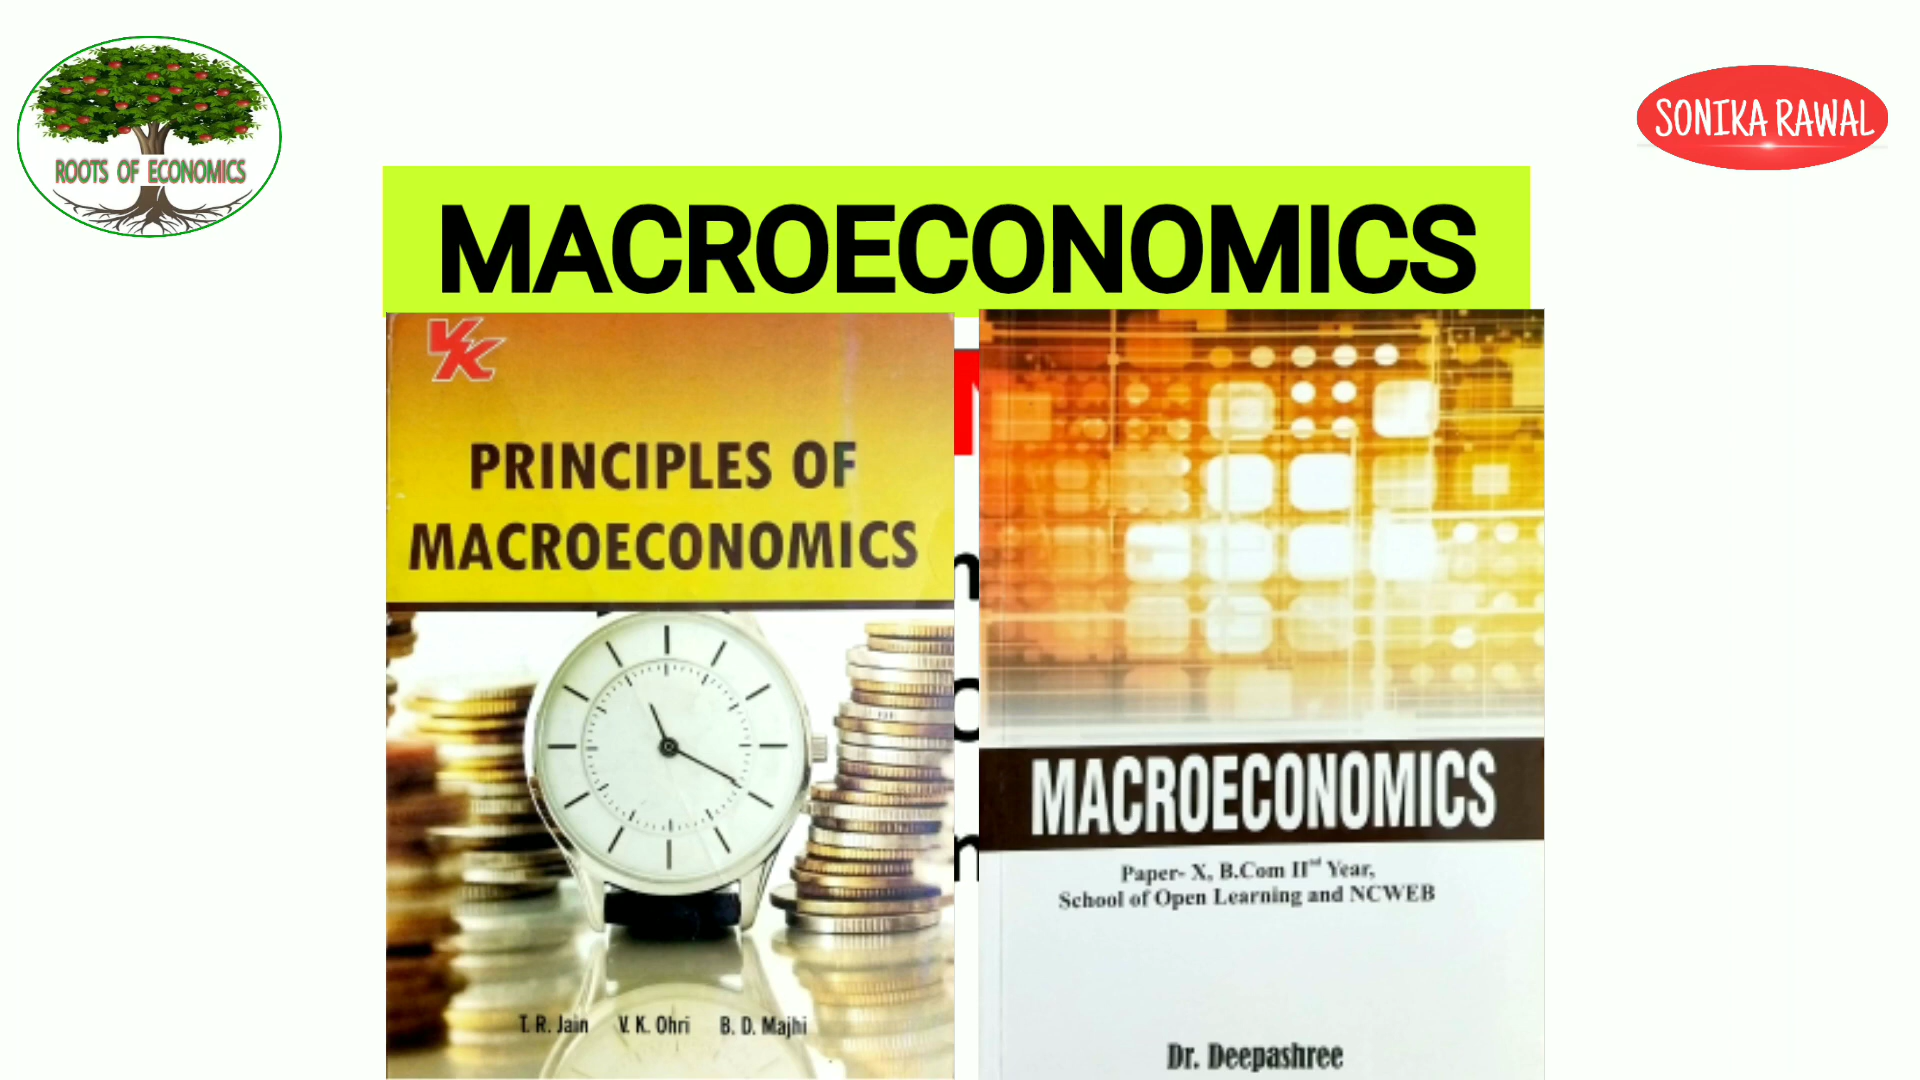 ROOTS OF ECONOMICS
SONIKA RAWAL
MACROECONOMICS
VK
PRINCIPLES OF
MACROECONOMICS
T. R. Jain V. K. Ohri B. D. Majhi
MACROECONOMICS
Paper- X, B.Com IInd Year,
School of Open Learning and NCWEB
Dr. Deepashree